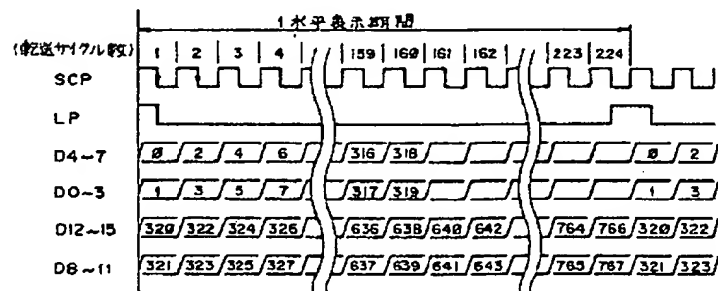 1水平表示期間
(転送サイクル数) 1 2 3 4 159 160 161 162 223 224
SCP
LP
D4~7 0 2 4 6 316 318 0 2
D0~3 1 3 5 7 317 319 1 3
D12~15 320 322 324 326 636 638 640 642 764 766 320 322
D8~11 321 323 325 327 637 639 641 643 765 767 321 323